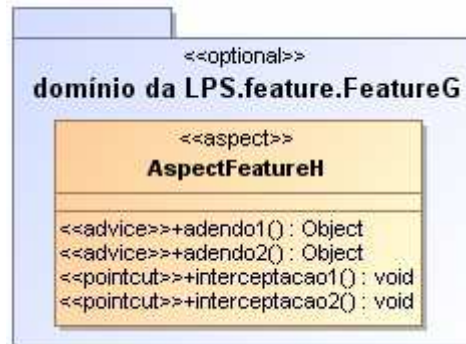 <<optional>>
domínio da LPS.feature.FeatureG
<<aspect>>
AspectFeatureH
<<advice>>+adendo1() : Object
<<advice>>+adendo2() : Object
<<pointcut>>+interceptacao1() : void
<<pointcut>>+interceptacao2() : void